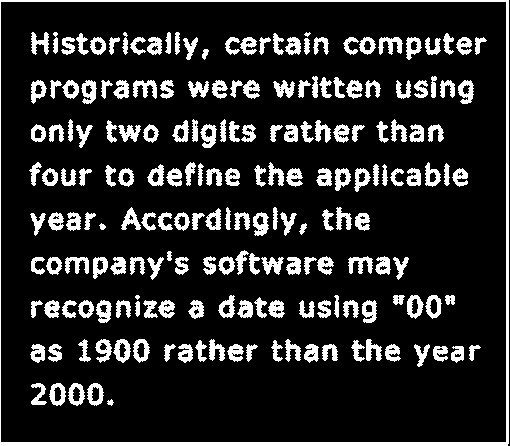 Historically, certain computer
programs were written using
only two digits rather than
four to define the applicable
year. Accordingly, the
company's software may
recognize a date using "00"
as 1900 rather than the year
2000.